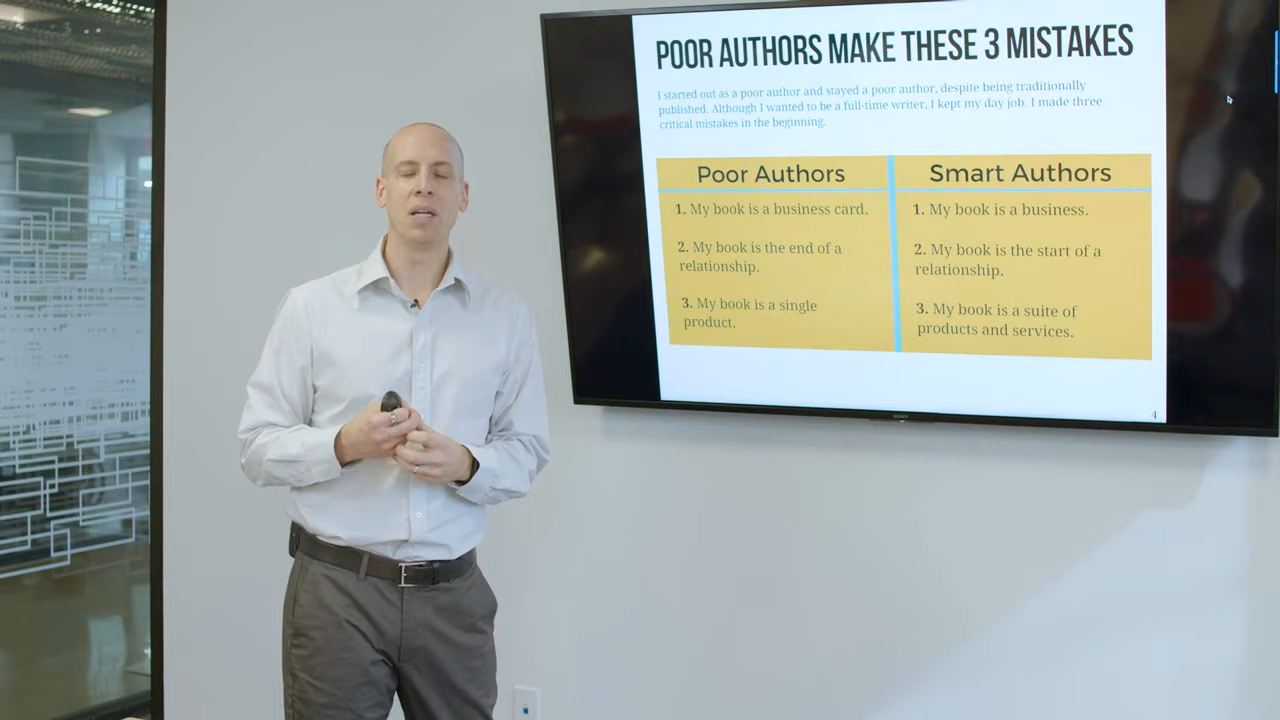 POOR AUTHORS MAKE THESE 3 MISTAKES
I started out as a poor author and stayed a poor author, despite being traditionally
published. Although I wanted to be a full-time writer, I kept my day job. I made three
critical mistakes in the beginning.
Poor Authors
1. My book is a business card.
2. My book is the end of a
relationship.
3. My book is a single
product.
Smart Authors
1. My book is a business.
2. My book is the start of a
relationship.
3. My book is a suite of
products and services.
4
SONY